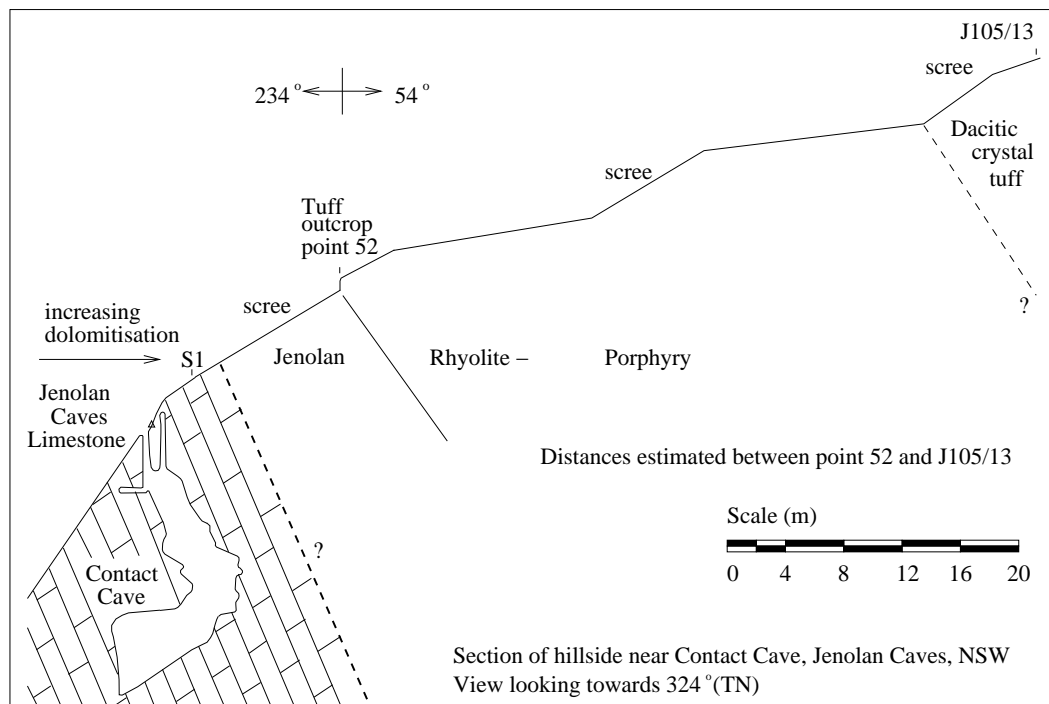 J105/13
scree
234° 54°
Dacitic
crystal
tuff
scree
Tuff
outcrop
point 52
?
scree
increasing
dolomitisation
S1
Jenolan Rhyolite – Porphyry
Jenolan
Caves
Limestone
Distances estimated between point 52 and J105/13
Scale (m)
0 4 8 12 16 20
?
Contact
Cave
Section of hillside near Contact Cave, Jenolan Caves, NSW
View looking towards 324°(TN)